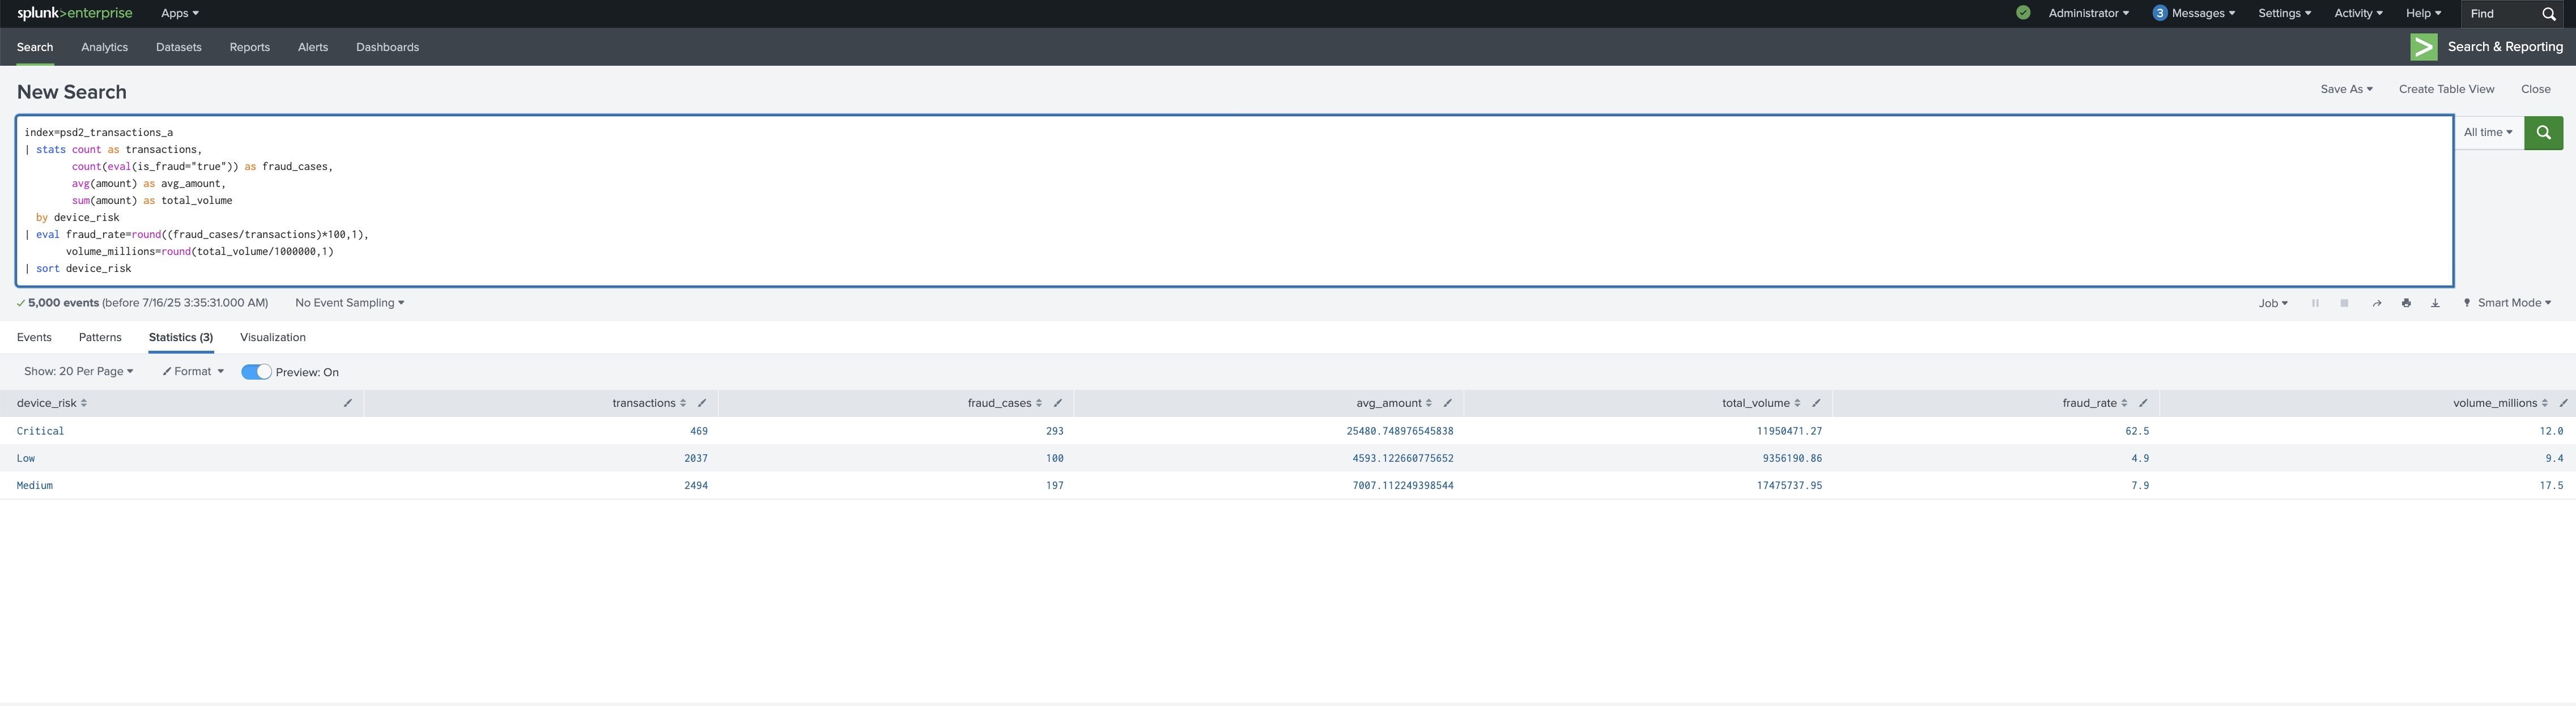 splunk>enterprise Apps Administrator 3 Messages Settings Activity Help Find
Search Analytics Datasets Reports Alerts Dashboards > Search & Reporting
New Search Save As Create Table View Close
index=psd2_transactions_a All time
| stats count as transactions,
count(eval(is_fraud="true")) as fraud_cases,
avg(amount) as avg_amount,
sum(amount) as total_volume
by device_risk
| eval fraud_rate=round((fraud_cases/transactions)*100,1),
volume_millions=round(total_volume/1000000,1)
| sort device_risk
5,000 events (before 7/16/25 3:35:31.000 AM) No Event Sampling Job Smart Mode
Events Patterns Statistics (3) Visualization
Show: 20 Per Page Format Preview: On
device_risk transactions fraud_cases avg_amount total_volume fraud_rate volume_millions
Critical 469 293 25480.748976545838 11950471.27 62.5 12.0
Low 2037 100 4593.122660775652 9356190.86 4.9 9.4
Medium 2494 197 7007.112249398544 17475737.95 7.9 17.5